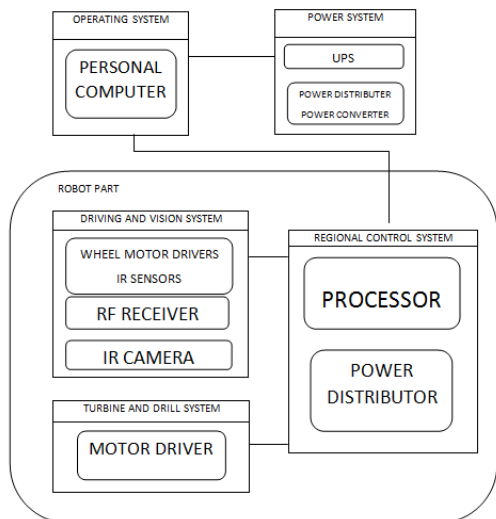 OPERATING SYSTEM
PERSONAL
COMPUTER
POWER SYSTEM
UPS
POWER DISTRIBUTER
POWER CONVERTER
ROBOT PART
DRIVING AND VISION SYSTEM
WHEEL MOTOR DRIVERS
IR SENSORS
RF RECEIVER
IR CAMERA
REGIONAL CONTROL SYSTEM
PROCESSOR
POWER
DISTRIBUTOR
TURBINE AND DRILL SYSTEM
MOTOR DRIVER